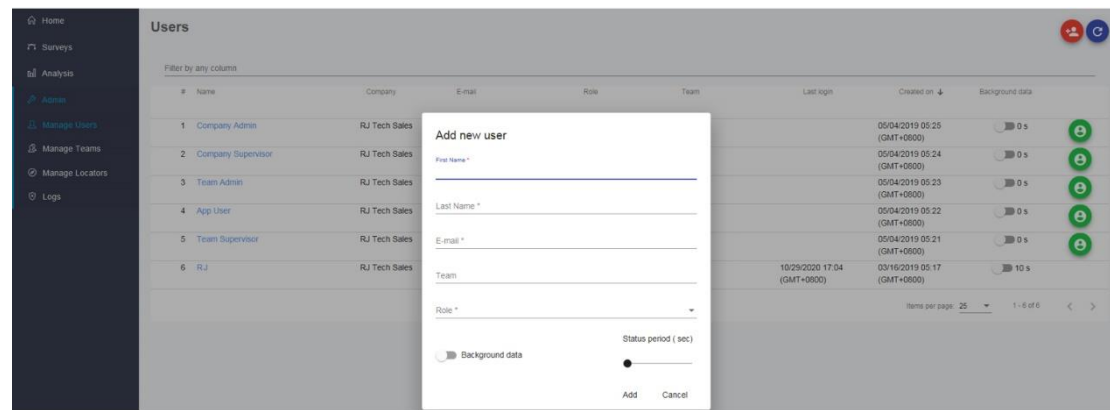 Home
Surveys
Analysis
Admin
Manage Users
Manage Teams
Manage Locators
Logs
Users
Filter by any column
# Name Company E-mail Role Team Last login Created on Background data
1 Company Admin RJ Tech Sales 05/04/2019 05:25 0 s
(GMT+0800)
2 Company Supervisor RJ Tech Sales 05/04/2019 05:24 0 s
(GMT+0800)
3 Team Admin RJ Tech Sales 05/04/2019 05:23 0 s
(GMT+0800)
4 App User RJ Tech Sales 05/04/2019 05:22 0 s
(GMT+0800)
5 Team Supervisor RJ Tech Sales 05/04/2019 05:21 0 s
(GMT+0800)
6 RJ RJ Tech Sales 10/29/2020 17:04 03/16/2019 05:17 10 s
(GMT+0800) (GMT+0800)
Items per page: 25 1 - 6 of 6
Add new user
First Name *
Last Name *
E-mail *
Team
Role *
Status period ( sec)
Background data
Add Cancel